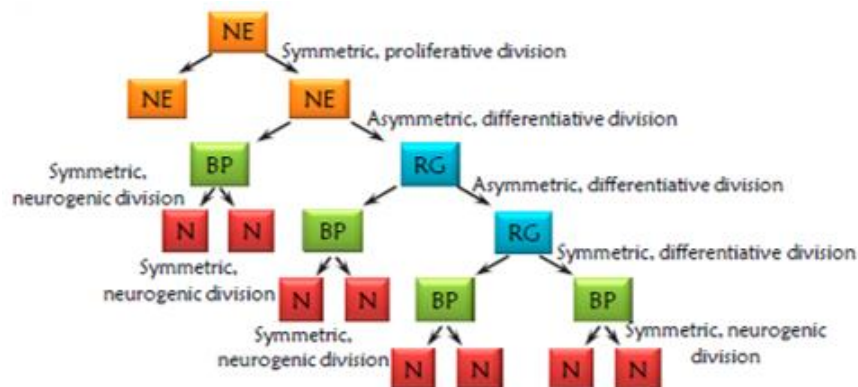 NE
Symmetric, proliferative division
NE
NE
Asymmetric, differentiative division
BP
RG
Symmetric,
neurogenic division
Asymmetric, differentiative division
N
N
BP
RG
Symmetric,
neurogenic division
Symmetric, differentiative division
N
N
BP
BP
Symmetric,
neurogenic division
Symmetric, neurogenic
division
N
N
N
N